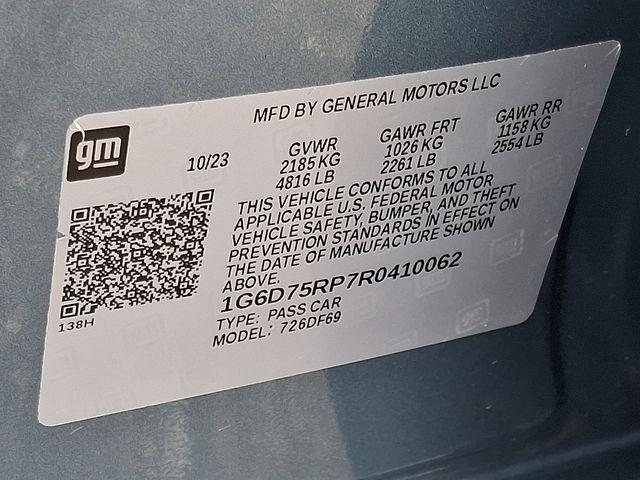 MFD BY GENERAL MOTORS LLC
gm
10/23
GVWR
2185 KG
4816 LB
GAWR FRT
1026 KG
2261 LB
GAWR RR
1158 KG
2554 LB
THIS VEHICLE CONFORMS TO ALL
APPLICABLE U.S. FEDERAL MOTOR
VEHICLE SAFETY, BUMPER, AND THEFT
PREVENTION STANDARDS IN EFFECT ON
THE DATE OF MANUFACTURE SHOWN
ABOVE.
1G6D75RP7R0410062
TYPE: PASS CAR
MODEL: 726DF69
138H